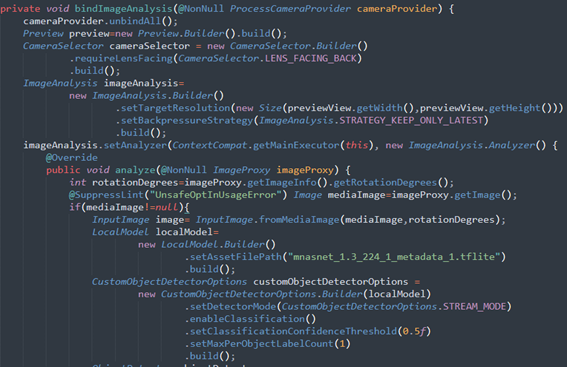 private void bindImageAnalysis(@NonNull ProcessCameraProvider cameraProvider) {
cameraProvider.unbindAll();
Preview preview=new Preview.Builder().build();
CameraSelector cameraSelector = new CameraSelector.Builder()
.requireLensFacing(CameraSelector.LENS_FACING_BACK)
.build();
ImageAnalysis imageAnalysis=
new ImageAnalysis.Builder()
.setTargetResolution(new Size(previewView.getWidth(),previewView.getHeight()))
.setBackpressureStrategy(ImageAnalysis.STRATEGY_KEEP_ONLY_LATEST)
.build();
imageAnalysis.setAnalyzer(ContextCompat.getMainExecutor(this), new ImageAnalysis.Analyzer() {
@Override
public void analyze(@NonNull ImageProxy imageProxy) {
int rotationDegrees=imageProxy.getImageInfo().getRotationDegrees();
@SuppressLint("UnsafeOptInUsageError") Image mediaImage=imageProxy.getImage();
if(mediaImage!=null){
InputImage image= InputImage.fromMediaImage(mediaImage,rotationDegrees);
LocalModel localModel=
new LocalModel.Builder()
.setAssetFilePath("mnasnet_1.3_224_1_metadata_1.tflite")
.build();
CustomObjectDetectorOptions customObjectDetectorOptions =
new CustomObjectDetectorOptions.Builder(localModel)
.setDetectorMode(CustomObjectDetectorOptions.STREAM_MODE)
.enableClassification()
.setClassificationConfidenceThreshold(0.5f)
.setMaxPerObjectLabelCount(1)
.build();